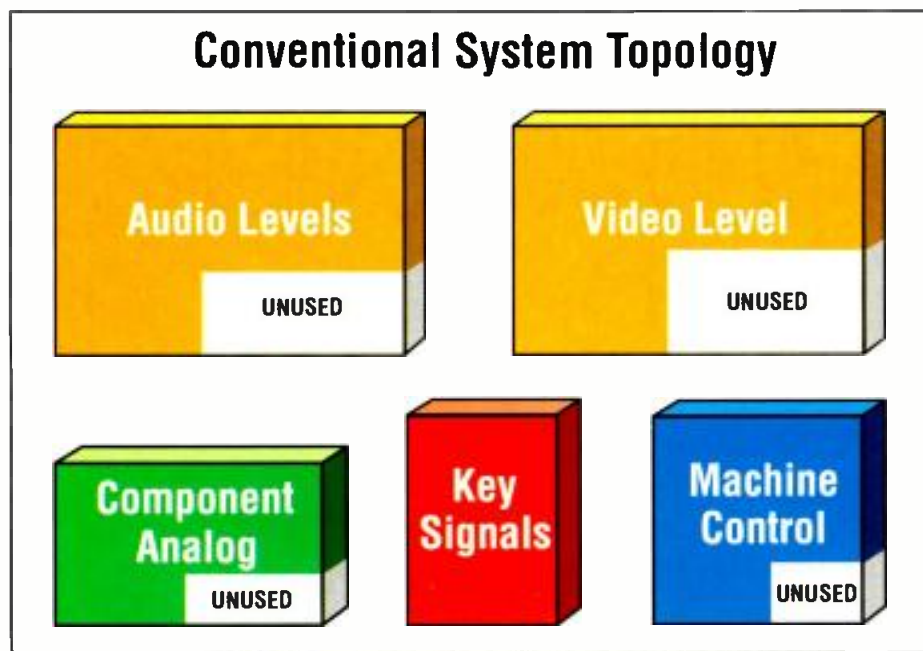 Conventional System Topology
Audio Levels
UNUSED
Video Level
UNUSED
Component
Analog
UNUSED
Key
Signals
Machine
Control
UNUSED